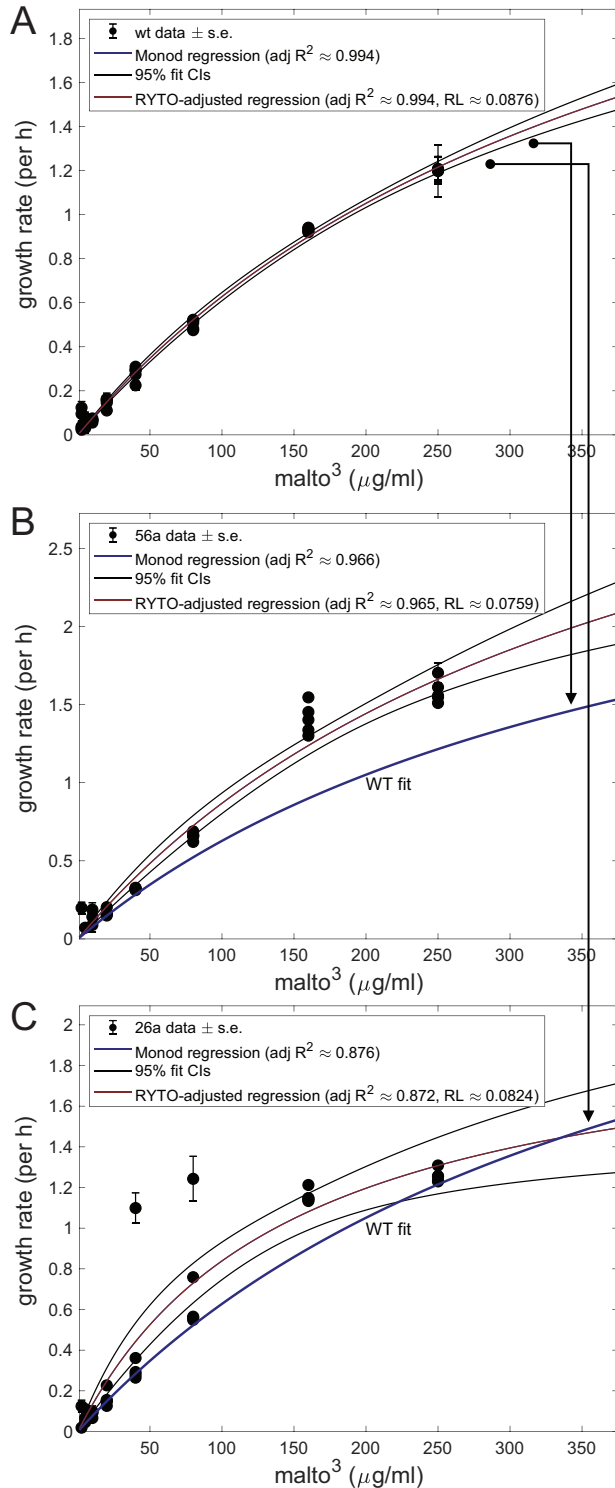 A
wt data ± s.e.
Monod regression (adj R² ≈ 0.994)
95% fit CIs
RYTO-adjusted regression (adj R² ≈ 0.994, RL ≈ 0.0876)
1.8
1.6
1.4
1.2
1
0.8
0.6
0.4
0.2
0
growth rate (per h)
50 100 150 200 250 300 350
malto³ (μg/ml)
B
56a data ± s.e.
Monod regression (adj R² ≈ 0.966)
95% fit CIs
RYTO-adjusted regression (adj R² ≈ 0.965, RL ≈ 0.0759)
2.5
2
1.5
1
0.5
0
growth rate (per h)
WT fit
50 100 150 200 250 300 350
malto³ (μg/ml)
C
26a data ± s.e.
Monod regression (adj R² ≈ 0.876)
95% fit CIs
RYTO-adjusted regression (adj R² ≈ 0.872, RL ≈ 0.0824)
2
1.8
1.6
1.4
1.2
1
0.8
0.6
0.4
0.2
0
growth rate (per h)
WT fit
50 100 150 200 250 300 350
malto³ (μg/ml)